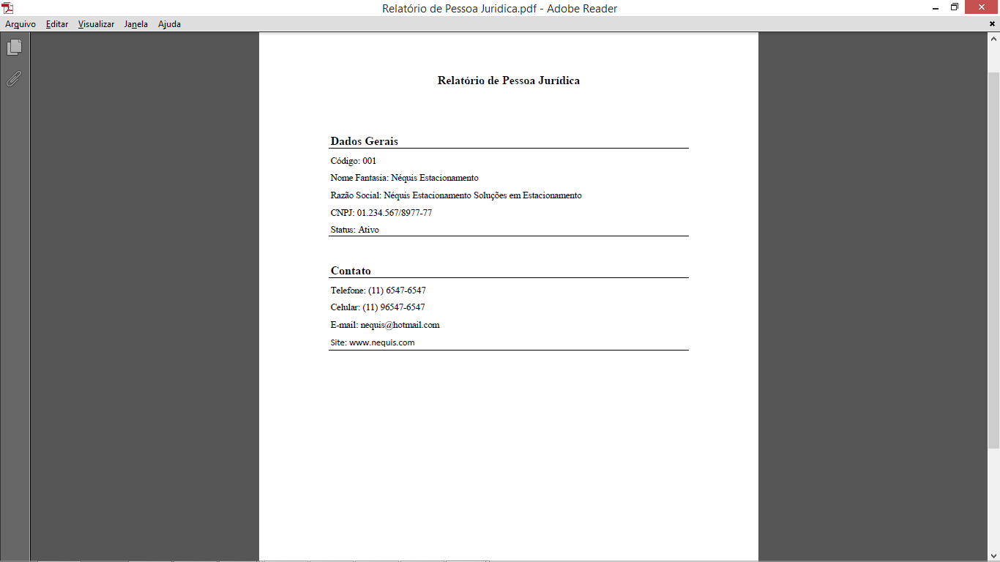 Relatório de Pessoa Juridica.pdf - Adobe Reader
Arquivo Editar Visualizar Janela Ajuda
Relatório de Pessoa Jurídica
Dados Gerais
Código: 001
Nome Fantasia: Néquis Estacionamento
Razão Social: Néquis Estacionamento Soluções em Estacionamento
CNPJ: 01.234.567/8977-77
Status: Ativo
Contato
Telefone: (11) 6547-6547
Celular: (11) 96547-6547
E-mail: nequis@hotmail.com
Site: www.nequis.com